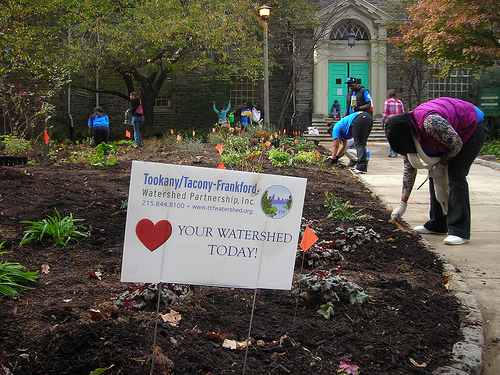 Tookany/Tacony-Frankford
Watershed Partnership, Inc.
215.844.8100 • www.ttfwatershed.org
YOUR WATERSHED
TODAY!